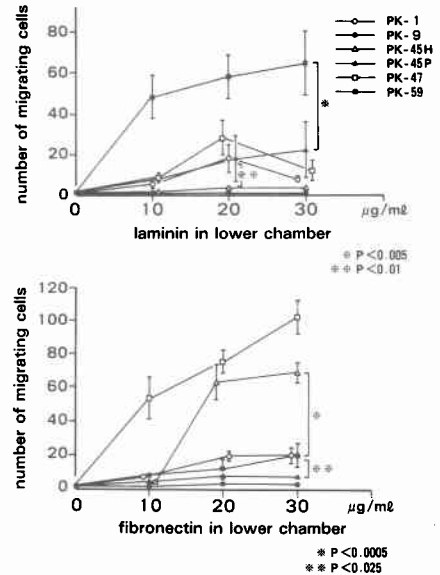 80
60
40
20
0
0
10
20
30
μg/mℓ
number of migrating cells
laminin in lower chamber
PK-1
PK-9
PK-45H
PK-45P
PK-47
PK-59
※
※※
※ P<0.005
※※ P<0.01
120
100
80
60
40
20
0
0
10
20
30
μg/mℓ
number of migrating cells
fibronectin in lower chamber
※
※※
※ P<0.0005
※※ P<0.025